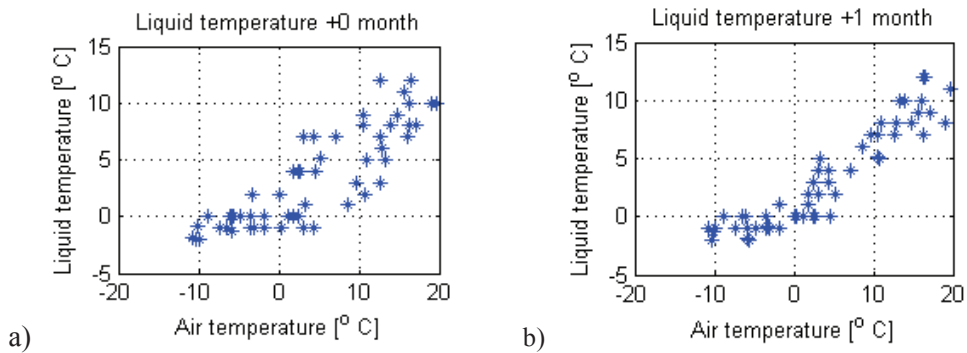 Liquid temperature +0 month
Liquid temperature [° C]
15
10
5
0
-5
-20
-10
0
10
20
Air temperature [° C]
a)
Liquid temperature +1 month
Liquid temperature [° C]
15
10
5
0
-5
-20
-10
0
10
20
Air temperature [° C]
b)